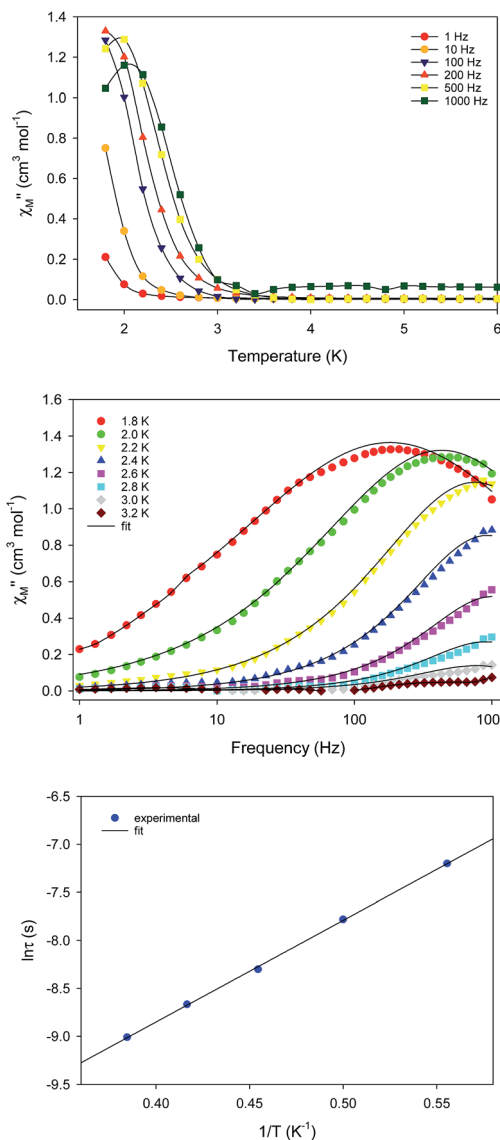 1.4
1.2
1.0
0.8
0.6
0.4
0.2
0.0
χM" (cm³ mol⁻¹)
1 Hz
10 Hz
100 Hz
200 Hz
500 Hz
1000 Hz
2 3 4 5 6
Temperature (K)
1.6
1.4
1.2
1.0
0.8
0.6
0.4
0.2
0.0
χM" (cm³ mol⁻¹)
1.8 K
2.0 K
2.2 K
2.4 K
2.6 K
2.8 K
3.0 K
3.2 K
fit
1 10 100 100
Frequency (Hz)
-6.5
-7.0
-7.5
-8.0
-8.5
-9.0
-9.5
lnτ (s)
experimental
fit
0.40 0.45 0.50 0.55
1/T (K⁻¹)